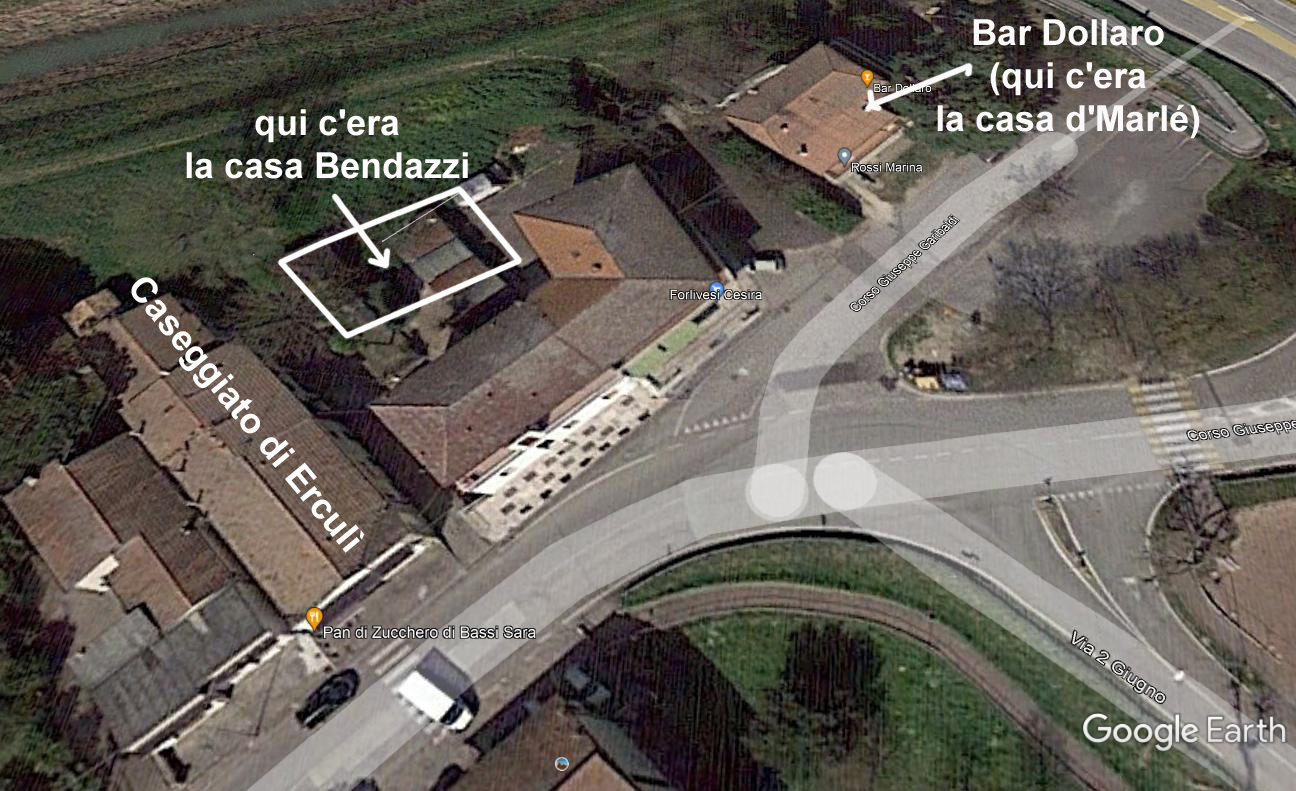 Bar Dollaro
(qui c'era
la casa d'Marlé)
Bar Dollaro
Rossi Marina
qui c'era
la casa Bendazzi
Corso Giuseppe Garibaldi
Forlivesi Cesira
Caseggiato di Erculì
Corso Giuseppe
Pan di Zucchero di Bassi Sara
Via 2 Giugno
Google Earth